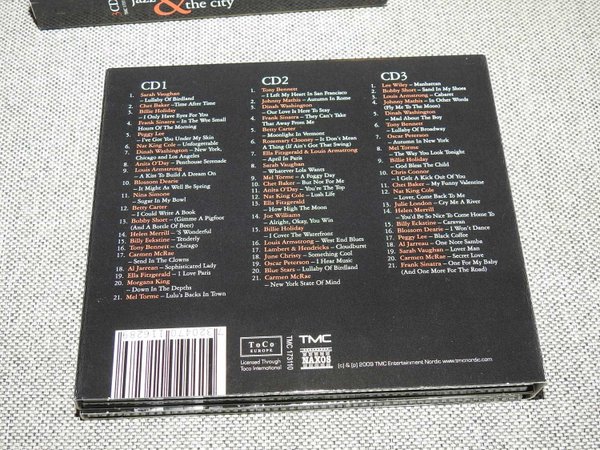 3CD
jazz & the city
CD1
1. Sarah Vaughan
– Lullaby Of Birdland
2. Chet Baker – Time After Time
3. Billie Holiday
– I Only Have Eyes For You
4. Frank Sinatra – In The Wee Small
Hours Of The Morning
5. Peggy Lee
– I've Got You Under My Skin
6. Nat King Cole – Unforgettable
7. Dinah Washington – New York,
Chicago and Los Angeles
8. Anita O'Day – Penthouse Serenade
9. Louis Armstrong
– A Kiss To Build A Dream On
10. Blossom Dearie
– It Might As Well Be Spring
11. Nina Simone
– Sugar In My Bowl
12. Betty Carter
– I Could Write A Book
13. Bobby Short – (Gimme A Pigfoot
(And A Bottle Of Beer)
14. Helen Merrill – 'S Wonderful
15. Billy Eckstine – Tenderly
16. Tony Bennett – Chicago
17. Carmen McRae
– Send In The Clowns
18. Al Jarreau – Sophisticated Lady
19. Ella Fitzgerald – I Love Paris
20. Morgana King
– Down In The Depths
21. Mel Torme – Lulu's Backs In Town
CD2
1. Tony Bennett
– I Left My Heart In San Francisco
2. Johnny Mathis – Autumn In Rome
3. Dinah Washington
– Our Love Is Here To Stay
4. Frank Sinatra – They Can't Take
That Away From Me
5. Betty Carter
– Moonlight In Vermont
6. Rosemary Clooney – It Don't Mean
A Thing (If Ain't Got That Swing)
7. Ella Fitzgerald & Louis Armstrong
– April In Paris
8. Sarah Vaughan
– Whatever Lola Wants
9. Mel Torme – A Foggy Day
10. Chet Baker – But Not For Me
11. Anita O'Day – You're The Top
12. Nat King Cole – Lush Life
13. Ella Fitzgerald
– How High The Moon
14. Joe Williams
– Alright, Okay, You Win
15. Billie Holiday
– I Cover The Waterfront
16. Louis Armstrong – West End Blues
17. Lambert & Hendricks – Cloudburst
18. June Christy – Something Cool
19. Oscar Peterson – I Hear Music
20. Blue Stars – Lullaby Of Birdland
21. Carmen McRae
– New York State Of Mind
CD3
1. Lee Wiley – Manhattan
2. Bobby Short – Sand In My Shoes
3. Louis Armstrong – Cabaret
4. Johnny Mathis – In Other Words
(Fly Me To The Moon)
5. Dinah Washington
– Mad About The Boy
6. Tony Bennett
– Lullaby Of Broadway
7. Oscar Peterson
– Autumn In New York
8. Mel Torme
– The Way You Look Tonight
9. Billie Holiday
– God Bless The Child
10. Chris Connor
– I Gets A Kick Out Of You
11. Chet Baker – My Funny Valentine
12. Nat King Cole
– Lover, Come Back To Me
13. Julie London – Cry Me A River
14. Helen Merrill
– You'd Be So Nice To Come Home To
15. Billy Eckstine – Caravan
16. Blossom Dearie – I Won't Dance
17. Peggy Lee – Black Coffee
18. Al Jarreau – One Note Samba
19. Sarah Vaughan – Lover Man
20. Carmen McRae – Secret Love
21. Frank Sinatra – One For My Baby
(And One More For The Road)
ToCo
EUROPE
Licensed Through
Toco International
TMC 173110
TMC
NAXOS
(c) & (p) 2009 TMC Entertainment Nordic www.tmcnordic.com